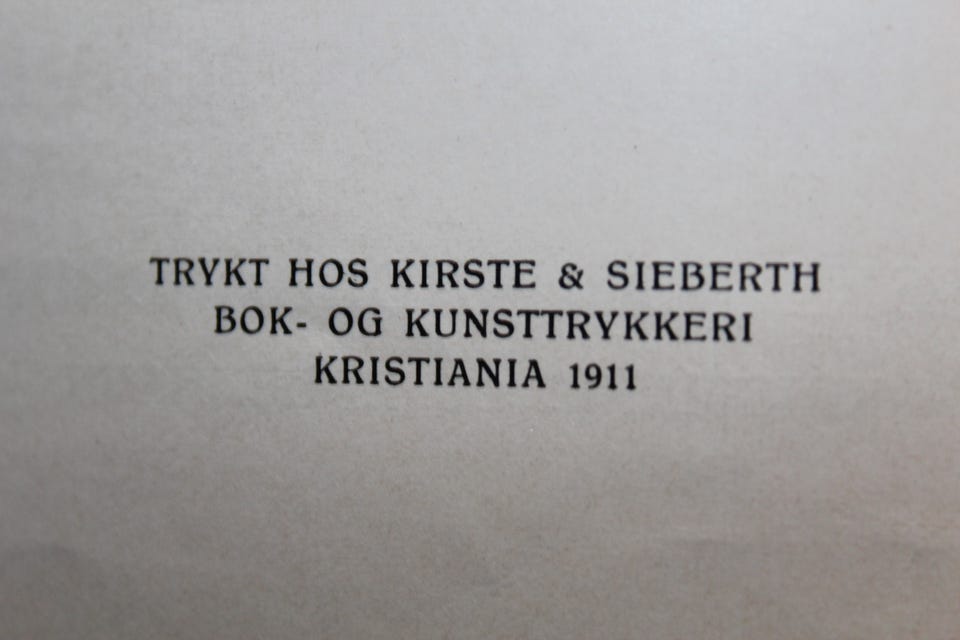 TRYKT HOS KIRSTE & SIEBERTH
BOK- OG KUNSTTRYKKERI
KRISTIANIA 1911